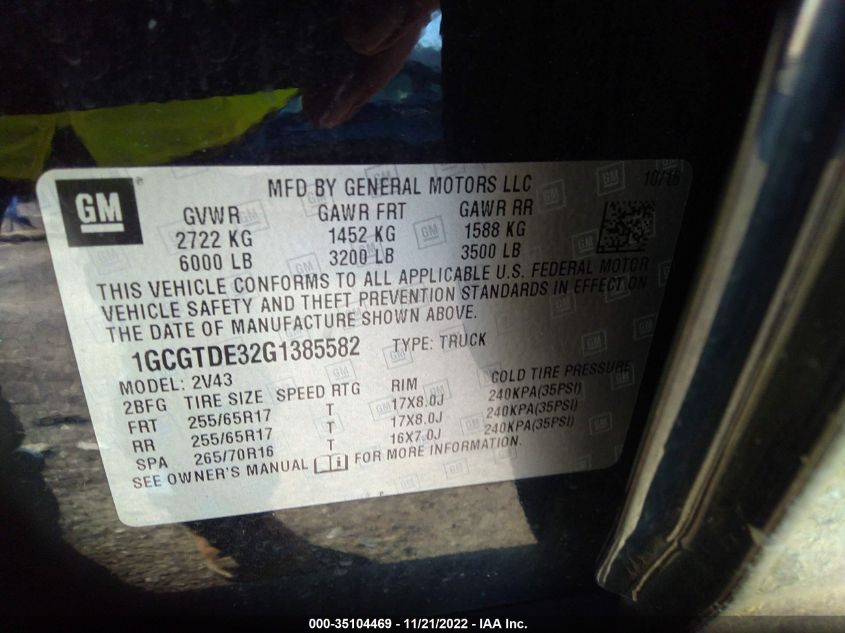 GM
MFD BY GENERAL MOTORS LLC 10/16
GVWR GAWR FRT GAWR RR
2722 KG 1452 KG 1588 KG
6000 LB 3200 LB 3500 LB
THIS VEHICLE CONFORMS TO ALL APPLICABLE U.S. FEDERAL MOTOR
VEHICLE SAFETY AND THEFT PREVENTION STANDARDS IN EFFECT ON
THE DATE OF MANUFACTURE SHOWN ABOVE.
1GCGTDE32G1385582 TYPE: TRUCK
MODEL: 2V43
2BFG TIRE SIZE SPEED RTG RIM COLD TIRE PRESSURE
FRT 255/65R17 T 17X8.0J 240KPA(35PSI)
RR 255/65R17 T 17X8.0J 240KPA(35PSI)
SPA 265/70R16 T 16X7.0J 240KPA(35PSI)
SEE OWNER'S MANUAL FOR MORE INFORMATION.
000-35104469 - 11/21/2022 - IAA Inc.